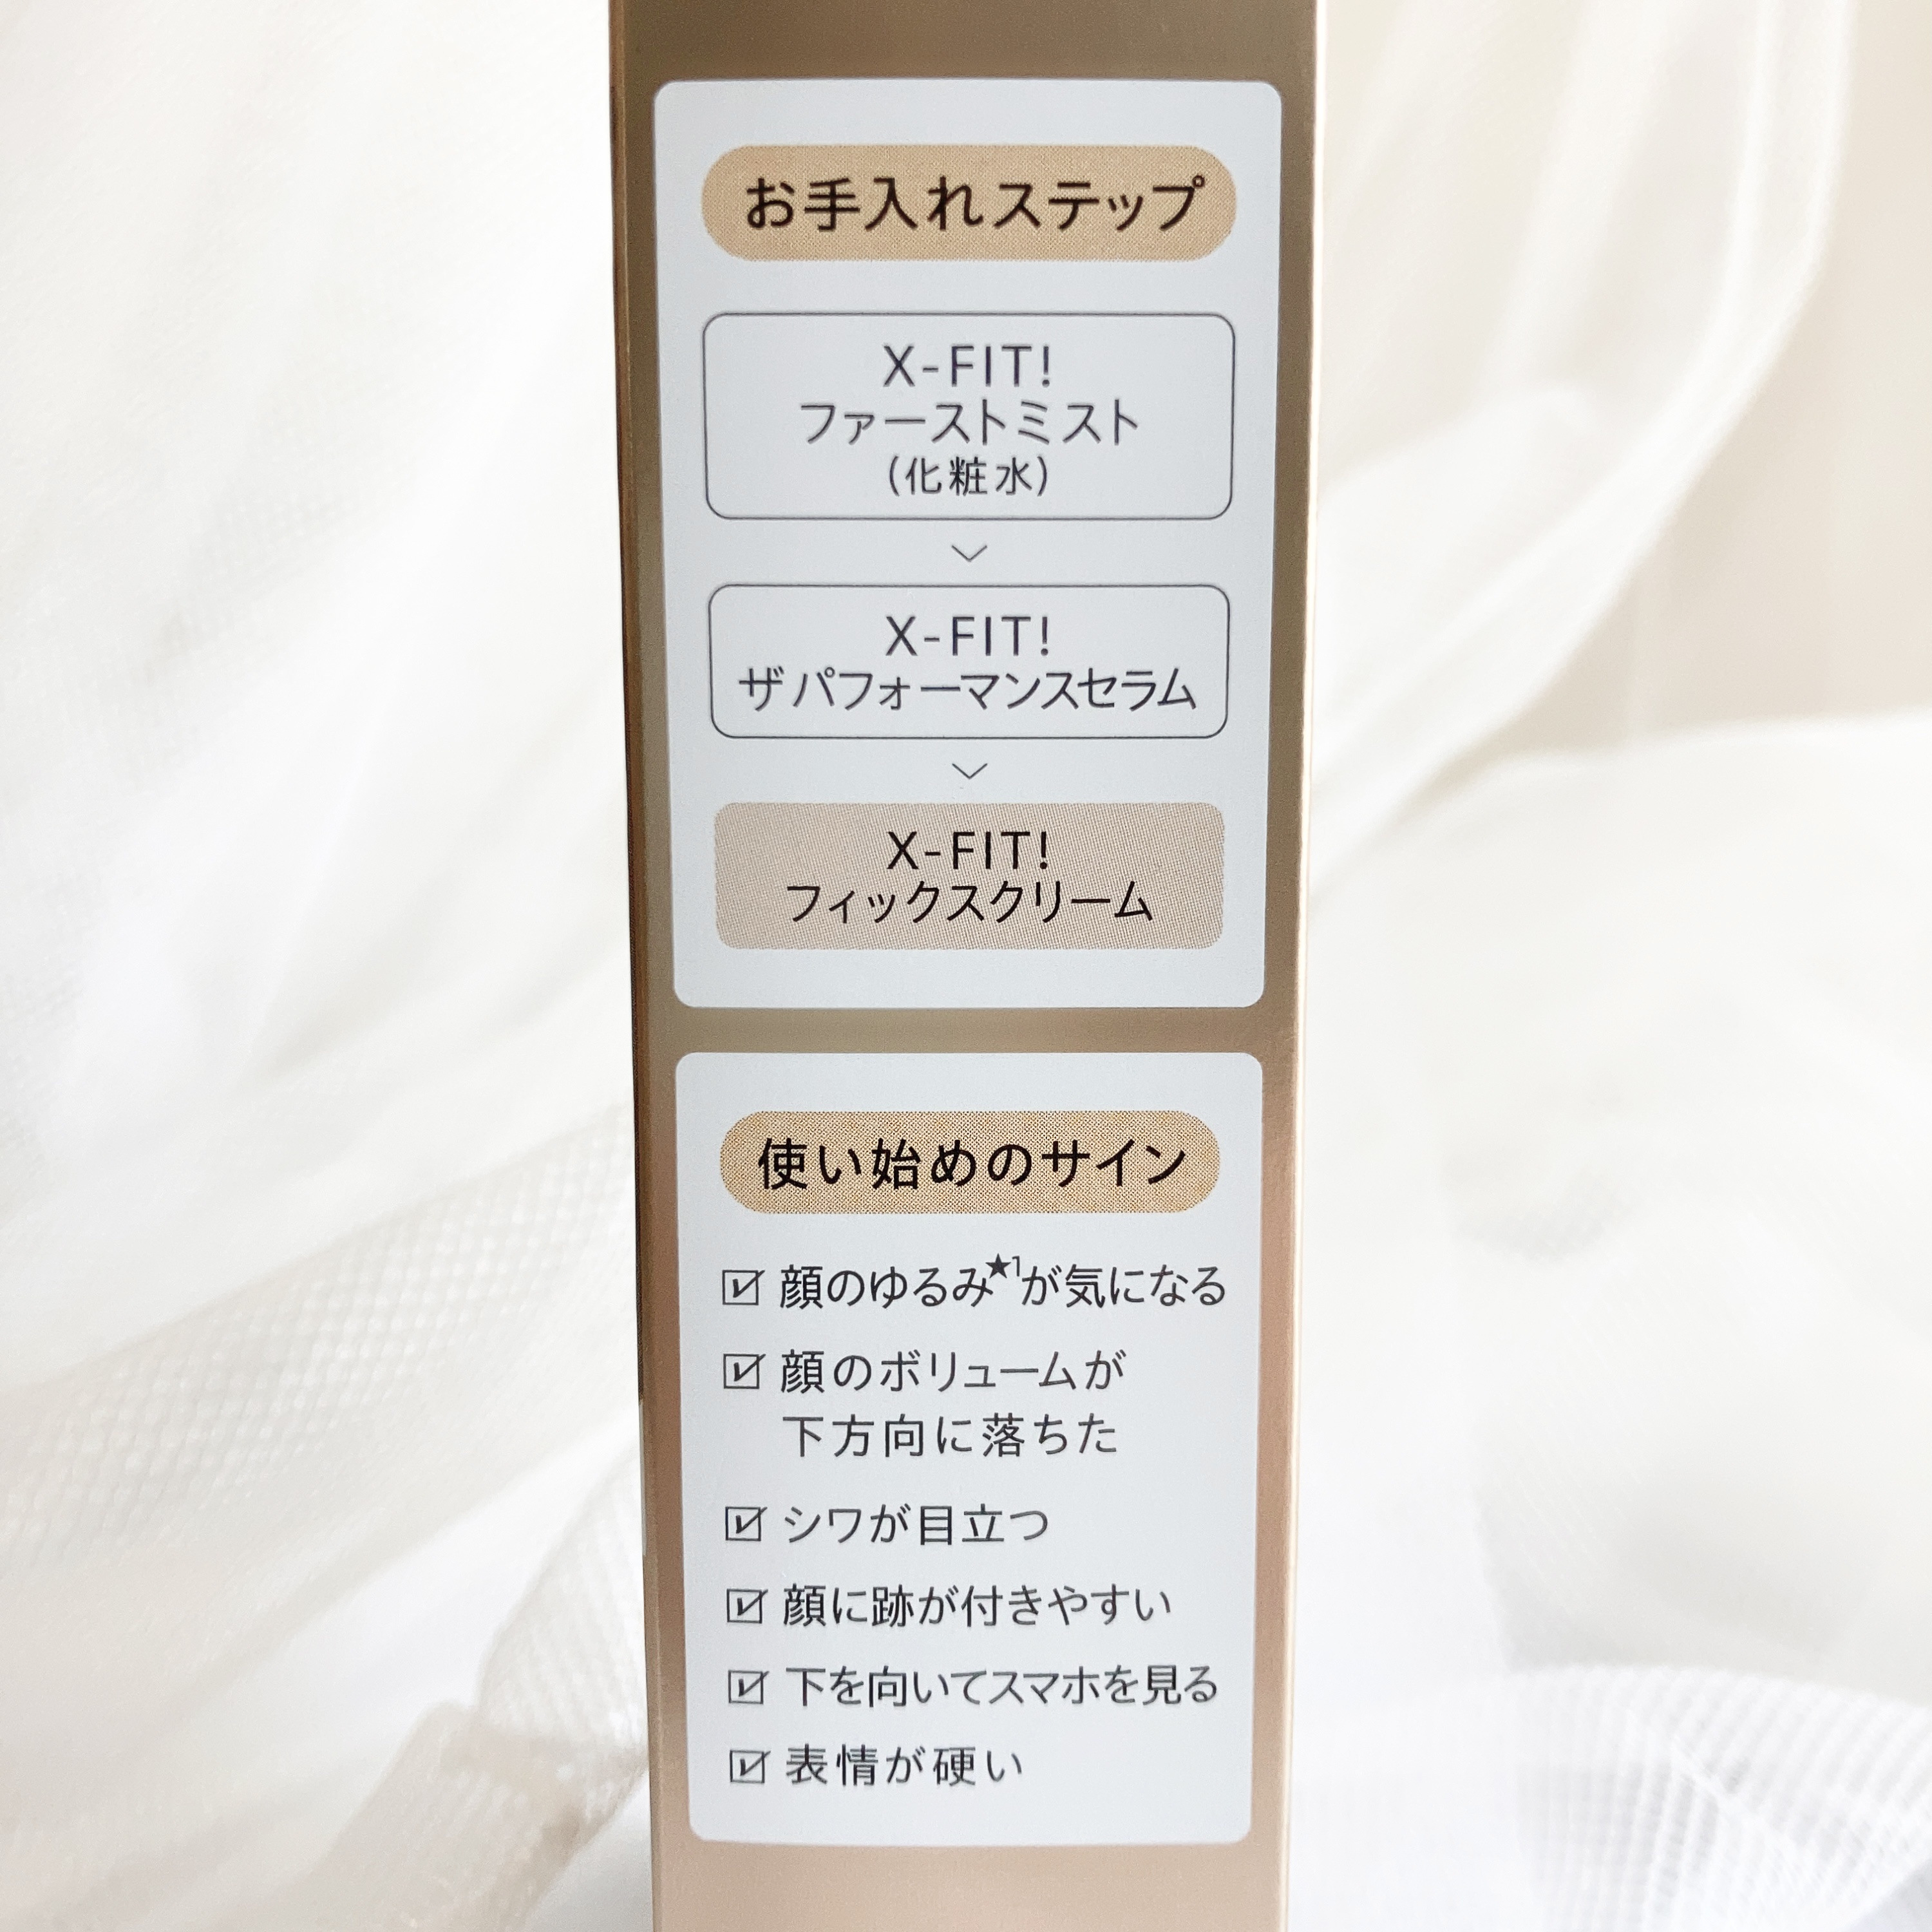 お手入れステップ
X-FIT!
ファーストミスト
(化粧水)
X-FIT!
ザ パフォーマンスセラム
X-FIT!
フィックスクリーム
使い始めのサイン
☑ 顔のゆるみ★1が気になる
☑ 顔のボリュームが
下方向に落ちた
☑ シワが目立つ
☑ 顔に跡が付きやすい
☑ 下を向いてスマホを見る
☑ 表情が硬い